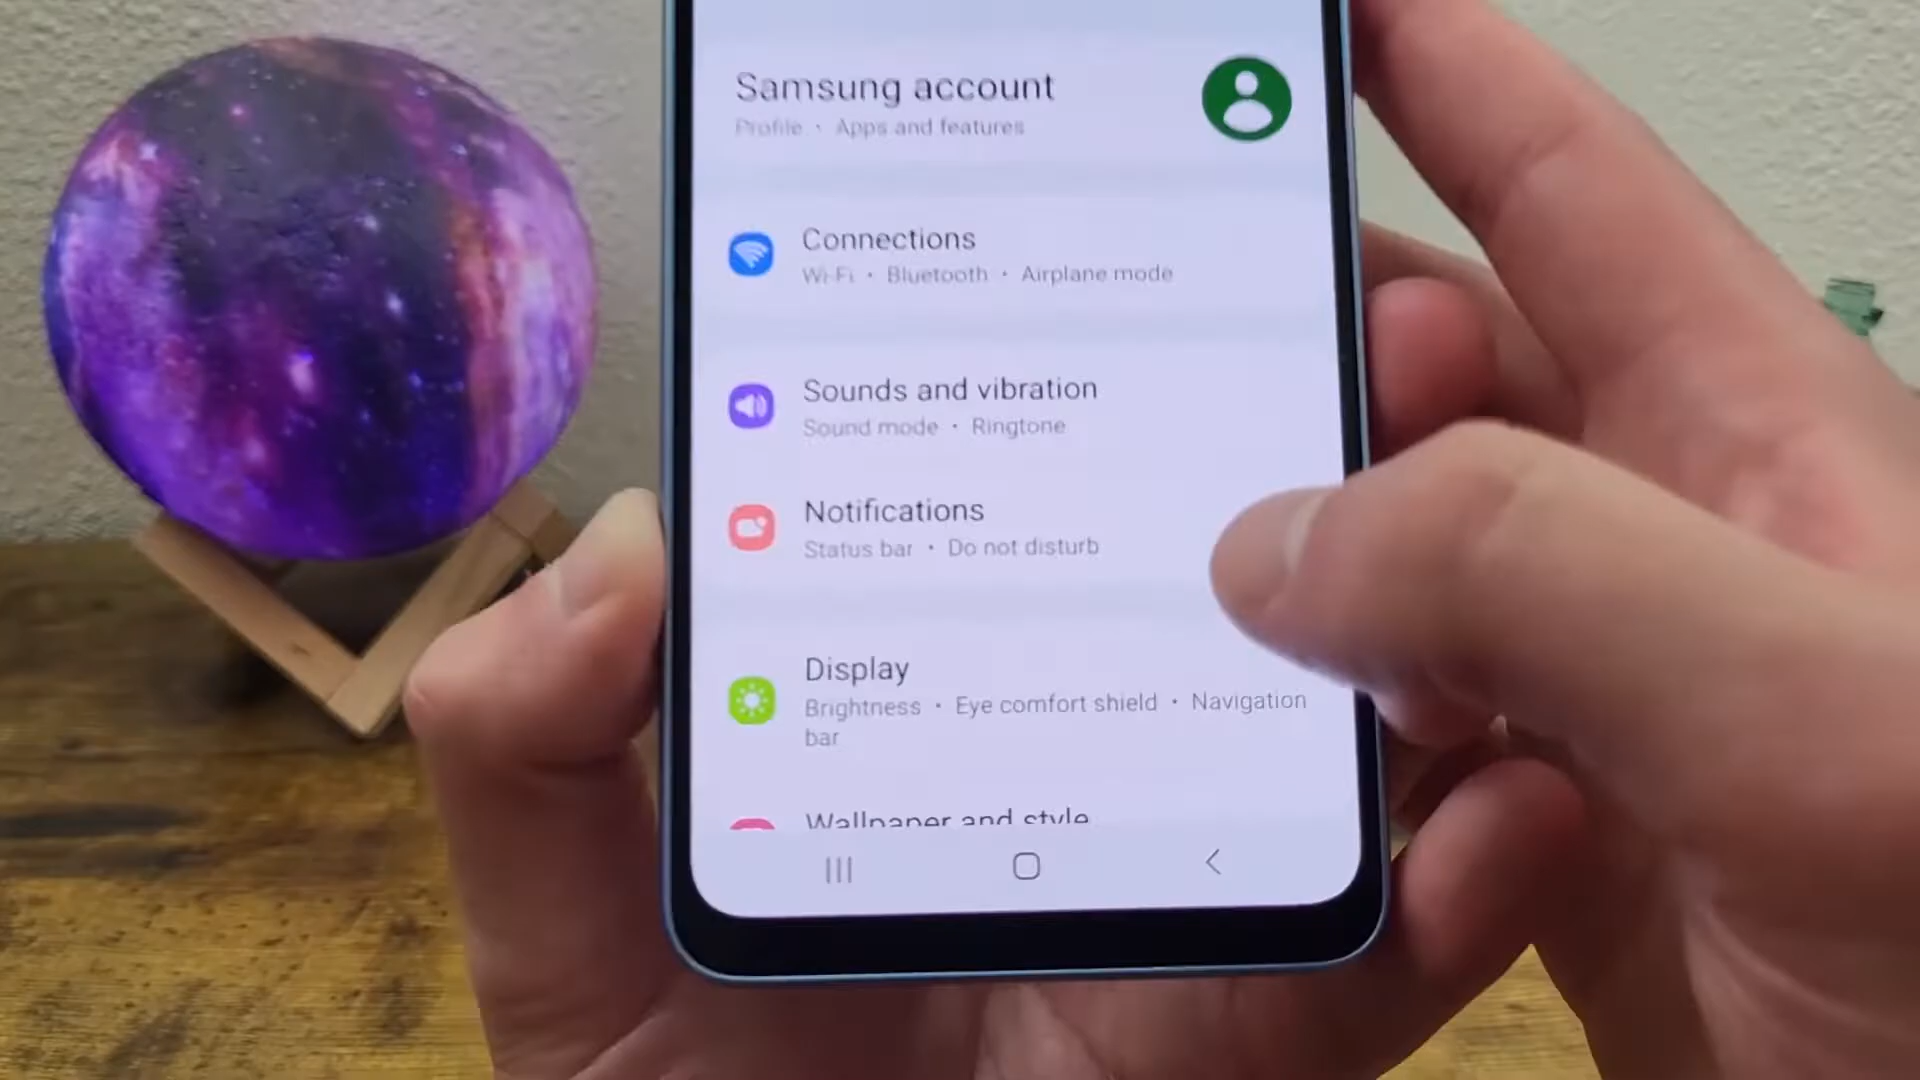 Samsung account
Profile • Apps and features
Connections
Wi-Fi • Bluetooth • Airplane mode
Sounds and vibration
Sound mode • Ringtone
Notifications
Status bar • Do not disturb
Display
Brightness • Eye comfort shield • Navigation
bar
Wallpaper and style